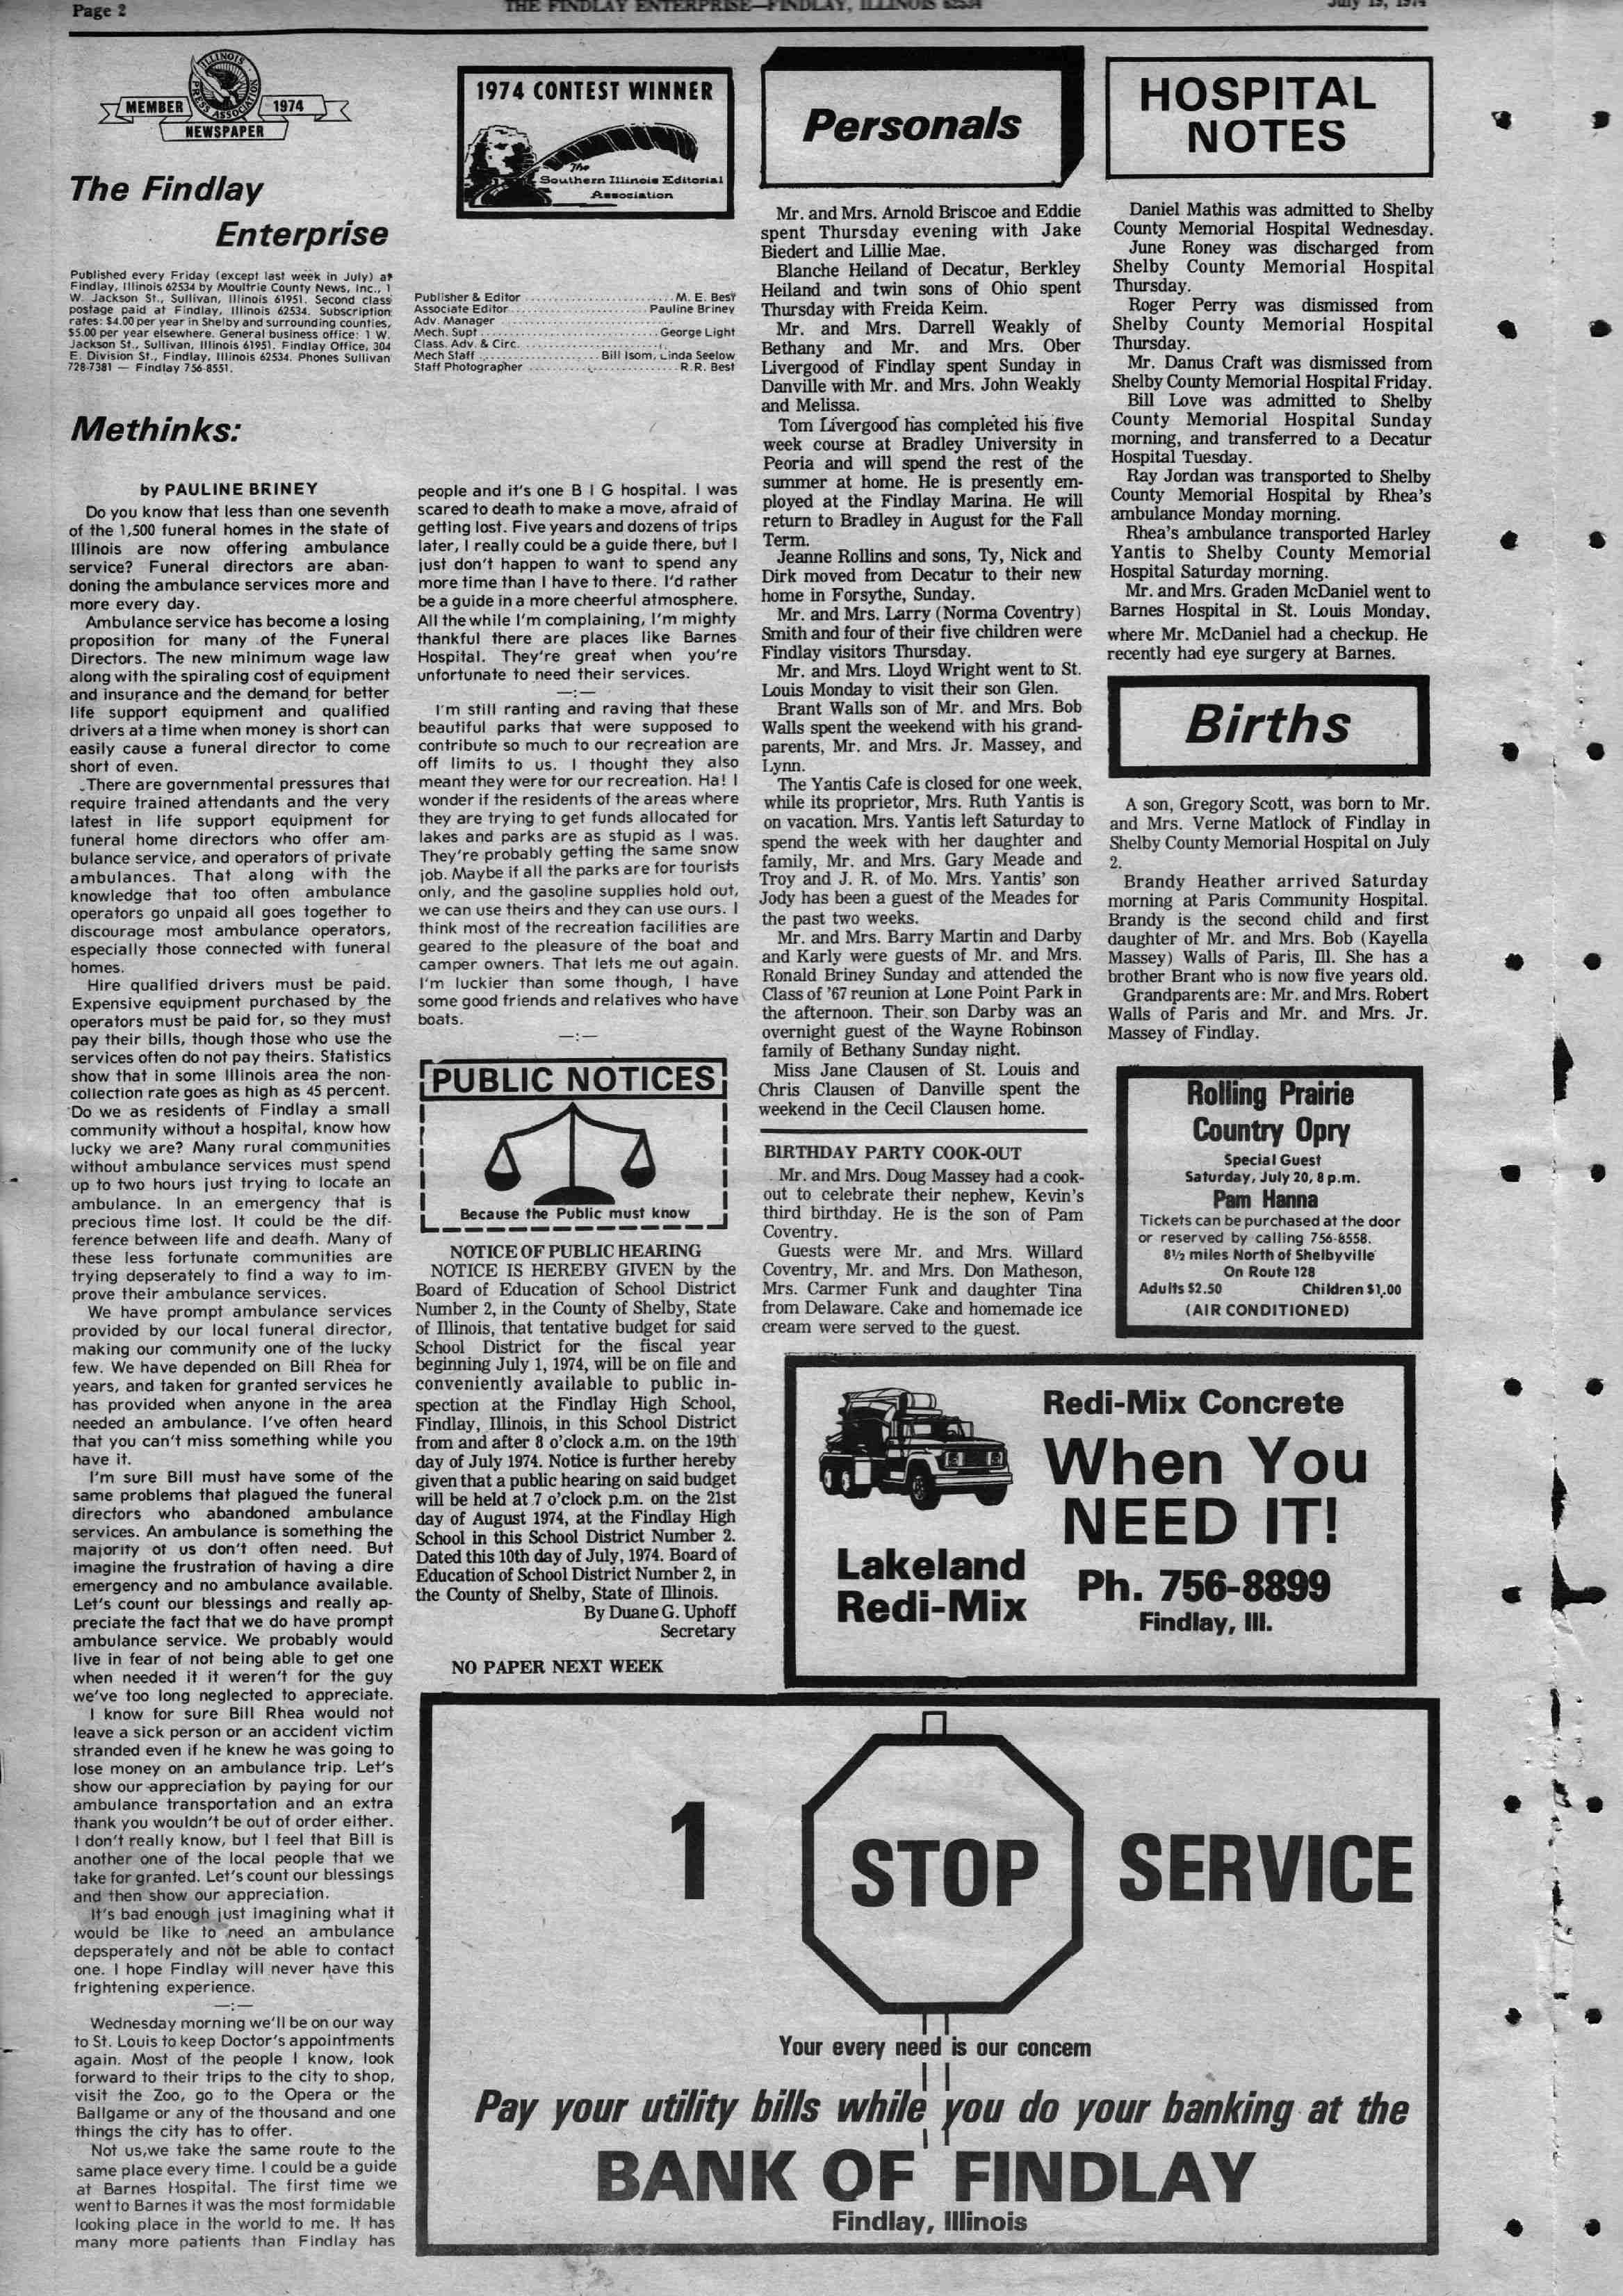 Page 2
THE FINDLAY ENTERPRISE—FINDLAY, ILLINOIS 62534
July 19, 1974
ILLINOIS
PRESS ASSOCIATION
MEMBER
1974
NEWSPAPER
The Findlay
Enterprise
Published every Friday (except last week in July) at
Findlay, Illinois 62534 by Moultrie County News, Inc., 1
W. Jackson St., Sullivan, Illinois 61951. Second class
postage paid at Findlay, Illinois 62534. Subscription
rates: $4.00 per year in Shelby and surrounding counties,
$5.00 per year elsewhere. General business office: 1 W.
Jackson St., Sullivan, Illinois 61951. Findlay Office, 304
E. Division St., Findlay, Illinois 62534. Phones Sullivan
728-7381 — Findlay 756-8551.
1974 CONTEST WINNER
The
Southern Illinois Editorial
Association
Publisher & Editor ........ M. E. Best
Associate Editor ........ Pauline Briney
Adv. Manager ........
Mech. Supt ........ George Light
Class. Adv. & Circ. ........
Mech Staff ........ Bill Isom, Linda Seelow
Staff Photographer ........ R.R. Best
Methinks:
by PAULINE BRINEY
Do you know that less than one seventh
of the 1,500 funeral homes in the state of
Illinois are now offering ambulance
service? Funeral directors are aban-
doning the ambulance services more and
more every day.
Ambulance service has become a losing
proposition for many of the Funeral
Directors. The new minimum wage law
along with the spiraling cost of equipment
and insurance and the demand for better
life support equipment and qualified
drivers at a time when money is short can
easily cause a funeral director to come
short of even.
There are governmental pressures that
require trained attendants and the very
latest in life support equipment for
funeral home directors who offer am-
bulance service, and operators of private
ambulances. That along with the
knowledge that too often ambulance
operators go unpaid all goes together to
discourage most ambulance operators,
especially those connected with funeral
homes.
Hire qualified drivers must be paid.
Expensive equipment purchased by the
operators must be paid for, so they must
pay their bills, though those who use the
services often do not pay theirs. Statistics
show that in some Illinois area the non-
collection rate goes as high as 45 percent.
Do we as residents of Findlay a small
community without a hospital, know how
lucky we are? Many rural communities
without ambulance services must spend
up to two hours just trying to locate an
ambulance. In an emergency that is
precious time lost. It could be the dif-
ference between life and death. Many of
these less fortunate communities are
trying depserately to find a way to im-
prove their ambulance services.
We have prompt ambulance services
provided by our local funeral director,
making our community one of the lucky
few. We have depended on Bill Rhea for
years, and taken for granted services he
has provided when anyone in the area
needed an ambulance. I've often heard
that you can't miss something while you
have it.
I'm sure Bill must have some of the
same problems that plagued the funeral
directors who abandoned ambulance
services. An ambulance is something the
majority of us don't often need. But
imagine the frustration of having a dire
emergency and no ambulance available.
Let's count our blessings and really ap-
preciate the fact that we do have prompt
ambulance service. We probably would
live in fear of not being able to get one
when needed it it weren't for the guy
we've too long neglected to appreciate.
I know for sure Bill Rhea would not
leave a sick person or an accident victim
stranded even if he knew he was going to
lose money on an ambulance trip. Let's
show our appreciation by paying for our
ambulance transportation and an extra
thank you wouldn't be out of order either.
I don't really know, but I feel that Bill is
another one of the local people that we
take for granted. Let's count our blessings
and then show our appreciation.
It's bad enough just imagining what it
would be like to need an ambulance
depsperately and not be able to contact
one. I hope Findlay will never have this
frightening experience.
—:—
Wednesday morning we'll be on our way
to St. Louis to keep Doctor's appointments
again. Most of the people I know, look
forward to their trips to the city to shop,
visit the Zoo, go to the Opera or the
Ballgame or any of the thousand and one
things the city has to offer.
Not us,we take the same route to the
same place every time. I could be a guide
at Barnes Hospital. The first time we
went to Barnes it was the most formidable
looking place in the world to me. It has
many more patients than Findlay has
people and it's one B I G hospital. I was
scared to death to make a move, afraid of
getting lost. Five years and dozens of trips
later, I really could be a guide there, but I
just don't happen to want to spend any
more time than I have to there. I'd rather
be a guide in a more cheerful atmosphere.
All the while I'm complaining, I'm mighty
thankful there are places like Barnes
Hospital. They're great when you're
unfortunate to need their services.
—:—
I'm still ranting and raving that these
beautiful parks that were supposed to
contribute so much to our recreation are
off limits to us. I thought they also
meant they were for our recreation. Ha! I
wonder if the residents of the areas where
they are trying to get funds allocated for
lakes and parks are as stupid as I was.
They're probably getting the same snow
job. Maybe if all the parks are for tourists
only, and the gasoline supplies hold out,
we can use theirs and they can use ours. I
think most of the recreation facilities are
geared to the pleasure of the boat and
camper owners. That lets me out again.
I'm luckier than some though, I have
some good friends and relatives who have
boats.
—:—
PUBLIC NOTICES
Because the Public must know
NOTICE OF PUBLIC HEARING
NOTICE IS HEREBY GIVEN by the
Board of Education of School District
Number 2, in the County of Shelby, State
of Illinois, that tentative budget for said
School District for the fiscal year
beginning July 1, 1974, will be on file and
conveniently available to public in-
spection at the Findlay High School,
Findlay, Illinois, in this School District
from and after 8 o'clock a.m. on the 19th
day of July 1974. Notice is further hereby
given that a public hearing on said budget
will be held at 7 o'clock p.m. on the 21st
day of August 1974, at the Findlay High
School in this School District Number 2.
Dated this 10th day of July, 1974. Board of
Education of School District Number 2, in
the County of Shelby, State of Illinois.
By Duane G. Uphoff
Secretary
NO PAPER NEXT WEEK
Personals
Mr. and Mrs. Arnold Briscoe and Eddie
spent Thursday evening with Jake
Biedert and Lillie Mae.
Blanche Heiland of Decatur, Berkley
Heiland and twin sons of Ohio spent
Thursday with Freida Keim.
Mr. and Mrs. Darrell Weakly of
Bethany and Mr. and Mrs. Ober
Livergood of Findlay spent Sunday in
Danville with Mr. and Mrs. John Weakly
and Melissa.
Tom Livergood has completed his five
week course at Bradley University in
Peoria and will spend the rest of the
summer at home. He is presently em-
ployed at the Findlay Marina. He will
return to Bradley in August for the Fall
Term.
Jeanne Rollins and sons, Ty, Nick and
Dirk moved from Decatur to their new
home in Forsythe, Sunday.
Mr. and Mrs. Larry (Norma Coventry)
Smith and four of their five children were
Findlay visitors Thursday.
Mr. and Mrs. Lloyd Wright went to St.
Louis Monday to visit their son Glen.
Brant Walls son of Mr. and Mrs. Bob
Walls spent the weekend with his grand-
parents, Mr. and Mrs. Jr. Massey, and
Lynn.
The Yantis Cafe is closed for one week,
while its proprietor, Mrs. Ruth Yantis is
on vacation. Mrs. Yantis left Saturday to
spend the week with her daughter and
family, Mr. and Mrs. Gary Meade and
Troy and J. R. of Mo. Mrs. Yantis' son
Jody has been a guest of the Meades for
the past two weeks.
Mr. and Mrs. Barry Martin and Darby
and Karly were guests of Mr. and Mrs.
Ronald Briney Sunday and attended the
Class of '67 reunion at Lone Point Park in
the afternoon. Their son Darby was an
overnight guest of the Wayne Robinson
family of Bethany Sunday night.
Miss Jane Clausen of St. Louis and
Chris Clausen of Danville spent the
weekend in the Cecil Clausen home.
BIRTHDAY PARTY COOK-OUT
Mr. and Mrs. Doug Massey had a cook-
out to celebrate their nephew, Kevin's
third birthday. He is the son of Pam
Coventry.
Guests were Mr. and Mrs. Willard
Coventry, Mr. and Mrs. Don Matheson,
Mrs. Carmer Funk and daughter Tina
from Delaware. Cake and homemade ice
cream were served to the guest.
HOSPITAL
NOTES
Daniel Mathis was admitted to Shelby
County Memorial Hospital Wednesday.
June Roney was discharged from
Shelby County Memorial Hospital
Thursday.
Roger Perry was dismissed from
Shelby County Memorial Hospital
Thursday.
Mr. Danus Craft was dismissed from
Shelby County Memorial Hospital Friday.
Bill Love was admitted to Shelby
County Memorial Hospital Sunday
morning, and transferred to a Decatur
Hospital Tuesday.
Ray Jordan was transported to Shelby
County Memorial Hospital by Rhea's
ambulance Monday morning.
Rhea's ambulance transported Harley
Yantis to Shelby County Memorial
Hospital Saturday morning.
Mr. and Mrs. Graden McDaniel went to
Barnes Hospital in St. Louis Monday,
where Mr. McDaniel had a checkup. He
recently had eye surgery at Barnes.
Births
A son, Gregory Scott, was born to Mr.
and Mrs. Verne Matlock of Findlay in
Shelby County Memorial Hospital on July
2.
Brandy Heather arrived Saturday
morning at Paris Community Hospital.
Brandy is the second child and first
daughter of Mr. and Mrs. Bob (Kayella
Massey) Walls of Paris, Ill. She has a
brother Brant who is now five years old.
Grandparents are: Mr. and Mrs. Robert
Walls of Paris and Mr. and Mrs. Jr.
Massey of Findlay.
Rolling Prairie
Country Opry
Special Guest
Saturday, July 20, 8 p.m.
Pam Hanna
Tickets can be purchased at the door
or reserved by calling 756-8558.
8½ miles North of Shelbyville
On Route 128
Adults $2.50 Children $1.00
(AIR CONDITIONED)
Redi-Mix Concrete
When You
NEED IT!
Lakeland
Redi-Mix
Ph. 756-8899
Findlay, Ill.
1 STOP SERVICE
Your every need is our concern
Pay your utility bills while you do your banking at the
BANK OF FINDLAY
Findlay, Illinois